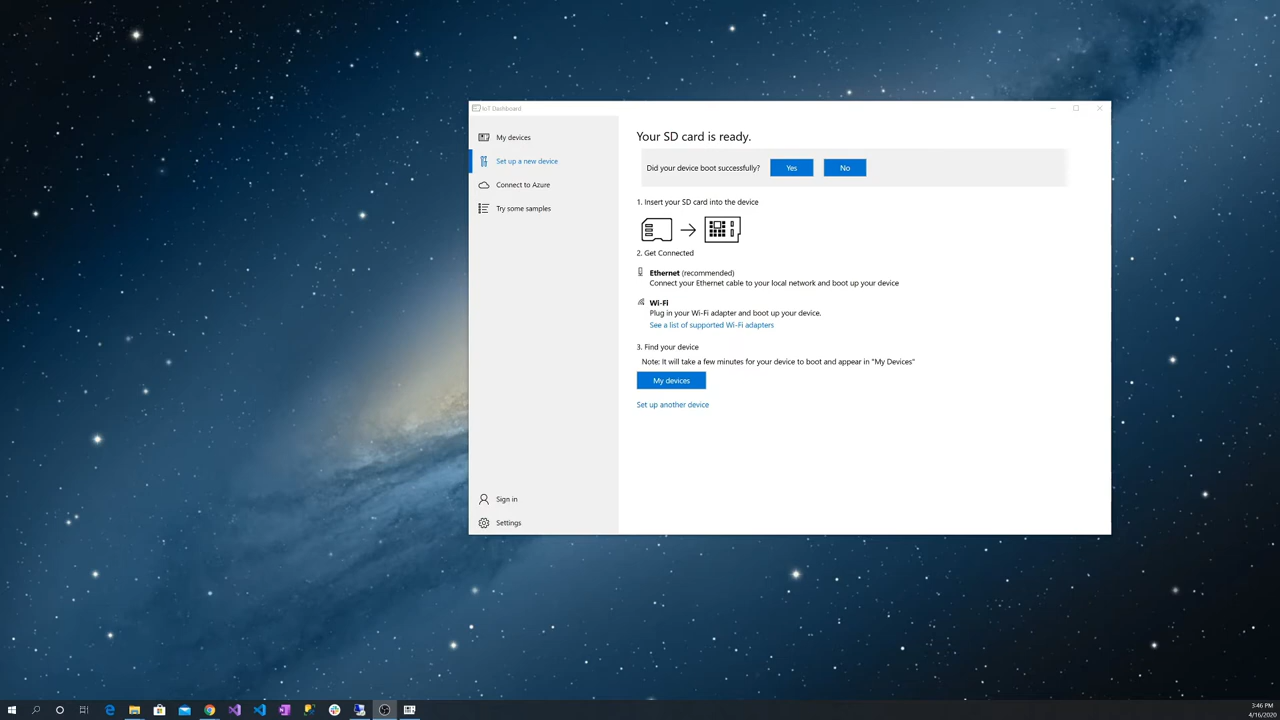 IoT Dashboard
My devices
Set up a new device
Connect to Azure
Try some samples
Sign in
Settings
Your SD card is ready.
Did your device boot successfully? Yes No
1. Insert your SD card into the device
2. Get Connected
Ethernet (recommended)
Connect your Ethernet cable to your local network and boot up your device
Wi-Fi
Plug in your Wi-Fi adapter and boot up your device.
See a list of supported Wi-Fi adapters
3. Find your device
Note: It will take a few minutes for your device to boot and appear in "My Devices"
My devices
Set up another device
3:46 PM
4/16/2020